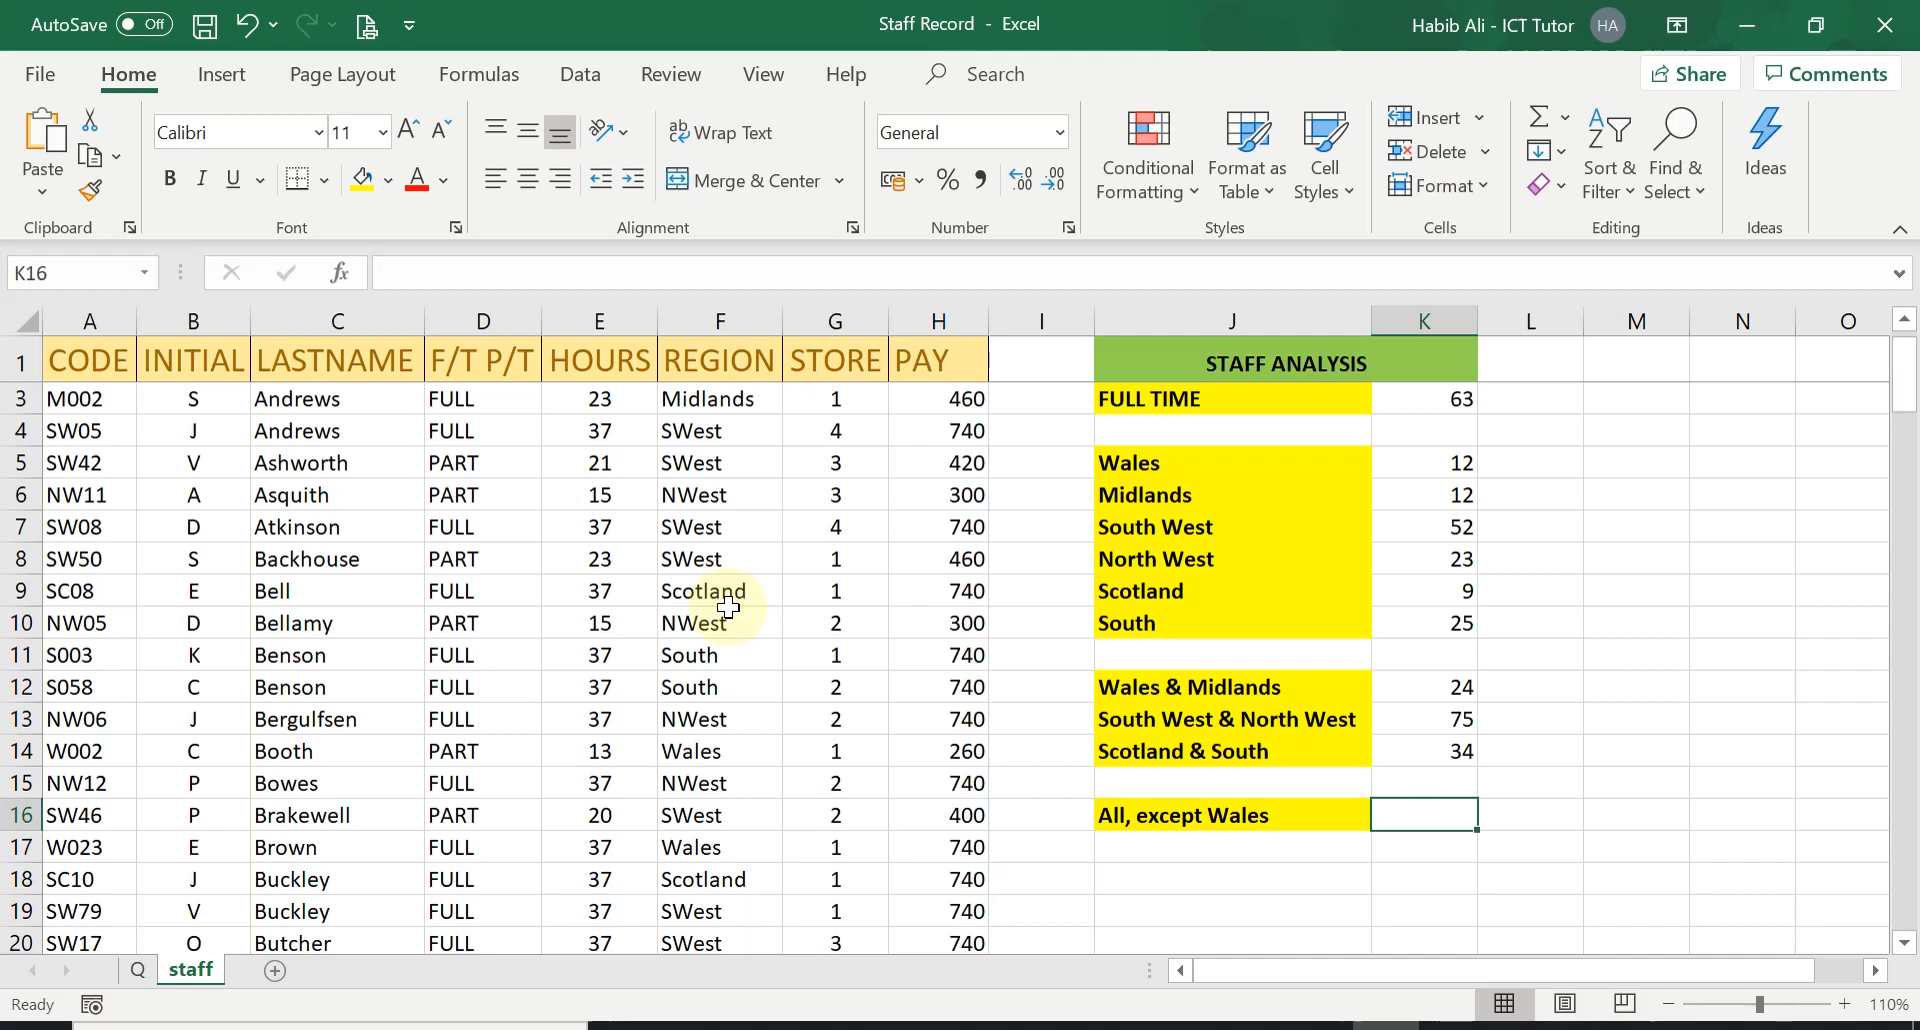 AutoSave Off Staff Record - Excel Habib Ali - ICT Tutor HA
File Home Insert Page Layout Formulas Data Review View Help Search Share Comments
Paste Calibri 11 A A ab Wrap Text General Conditional Formatting Format as Table Cell Styles Insert Delete Format Sort & Filter Find & Select Ideas
B I U A Merge & Center % 9
Clipboard Font Alignment Number Styles Cells Editing Ideas
K16 fx
A B C D E F G H I J K L M N O
1 CODE INITIAL LASTNAME F/T P/T HOURS REGION STORE PAY STAFF ANALYSIS
3 M002 S Andrews FULL 23 Midlands 1 460 FULL TIME 63
4 SW05 J Andrews FULL 37 SWest 4 740
5 SW42 V Ashworth PART 21 SWest 3 420 Wales 12
6 NW11 A Asquith PART 15 NWest 3 300 Midlands 12
7 SW08 D Atkinson FULL 37 SWest 4 740 South West 52
8 SW50 S Backhouse PART 23 SWest 1 460 North West 23
9 SC08 E Bell FULL 37 Scotland 1 740 Scotland 9
10 NW05 D Bellamy PART 15 NWest 2 300 South 25
11 S003 K Benson FULL 37 South 1 740
12 S058 C Benson FULL 37 South 2 740 Wales & Midlands 24
13 NW06 J Bergulfsen FULL 37 NWest 2 740 South West & North West 75
14 W002 C Booth PART 13 Wales 1 260 Scotland & South 34
15 NW12 P Bowes FULL 37 NWest 2 740
16 SW46 P Brakewell PART 20 SWest 2 400 All, except Wales
17 W023 E Brown FULL 37 Wales 1 740
18 SC10 J Buckley FULL 37 Scotland 1 740
19 SW79 V Buckley FULL 37 SWest 1 740
20 SW17 O Butcher FULL 37 SWest 3 740
Q staff
Ready 110%